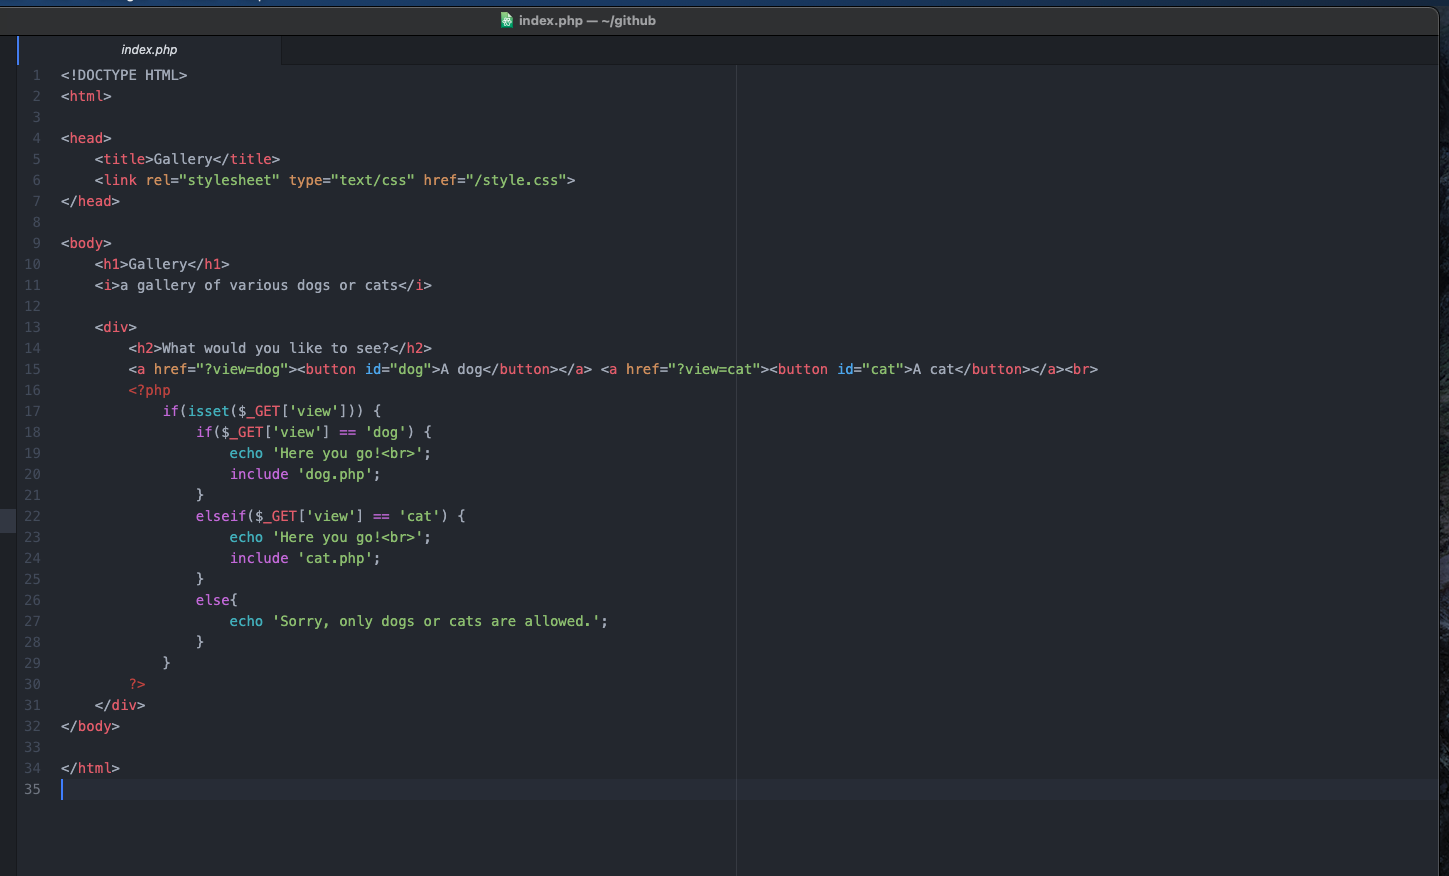 index.php — ~/github
index.php
1 <!DOCTYPE HTML>
2 <html>
3
4 <head>
5     <title>Gallery</title>
6     <link rel="stylesheet" type="text/css" href="/style.css">
7 </head>
8
9 <body>
10     <h1>Gallery</h1>
11     <i>a gallery of various dogs or cats</i>
12
13     <div>
14         <h2>What would you like to see?</h2>
15         <a href="?view=dog"><button id="dog">A dog</button></a> <a href="?view=cat"><button id="cat">A cat</button></a><br>
16         <?php
17             if(isset($_GET['view'])) {
18                 if($_GET['view'] == 'dog') {
19                     echo 'Here you go!<br>';
20                     include 'dog.php';
21                 }
22                 elseif($_GET['view'] == 'cat') {
23                     echo 'Here you go!<br>';
24                     include 'cat.php';
25                 }
26                 else{
27                     echo 'Sorry, only dogs or cats are allowed.';
28                 }
29             }
30         ?>
31     </div>
32 </body>
33
34 </html>
35